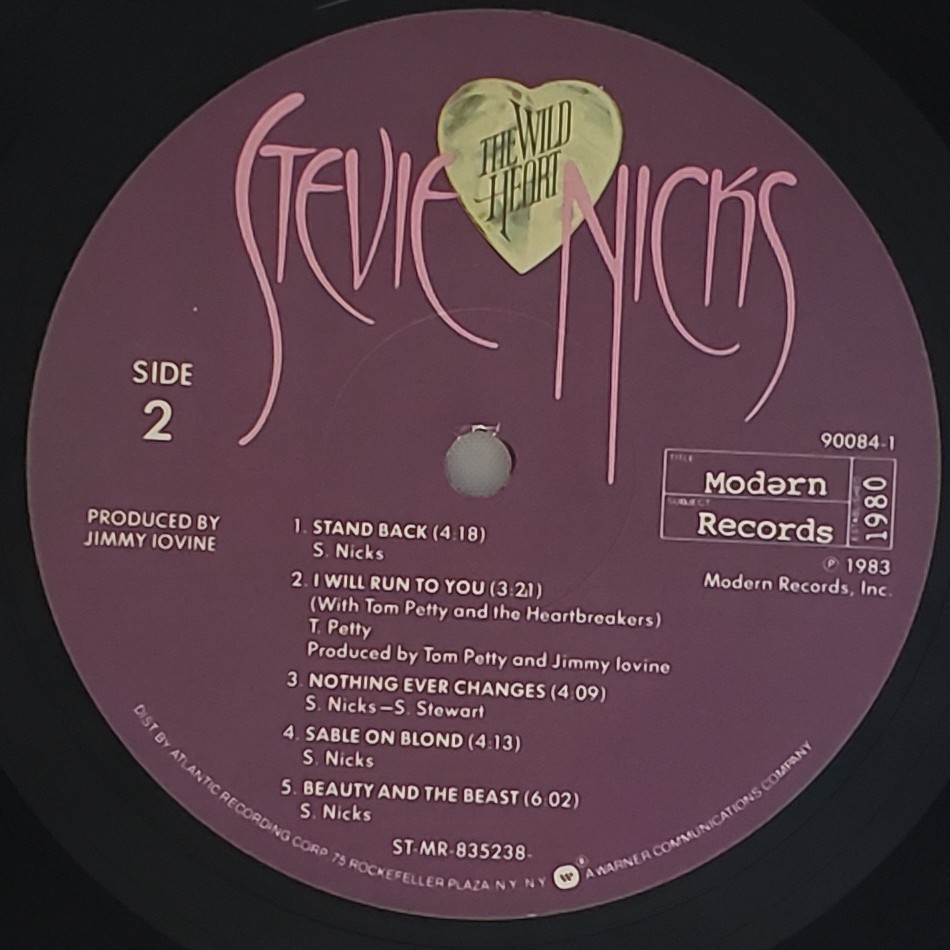 STEVIE NICKS
THE WILD
HEART
SIDE
2
90084-1
TITLE
Modərn
SUBJECT
Records
1980
℗ 1983
Modern Records, Inc.
PRODUCED BY
JIMMY IOVINE
1. STAND BACK (4:18)
S. Nicks
2. I WILL RUN TO YOU (3:21)
(With Tom Petty and the Heartbreakers)
T. Petty
Produced by Tom Petty and Jimmy Iovine
3. NOTHING EVER CHANGES (4:09)
S. Nicks–S. Stewart
4. SABLE ON BLOND (4:13)
S. Nicks
5. BEAUTY AND THE BEAST (6:02)
S. Nicks
ST-MR-835238-
DIST BY ATLANTIC RECORDING CORP. 75 ROCKEFELLER PLAZA N.Y. N.Y. W ® A WARNER COMMUNICATIONS COMPANY